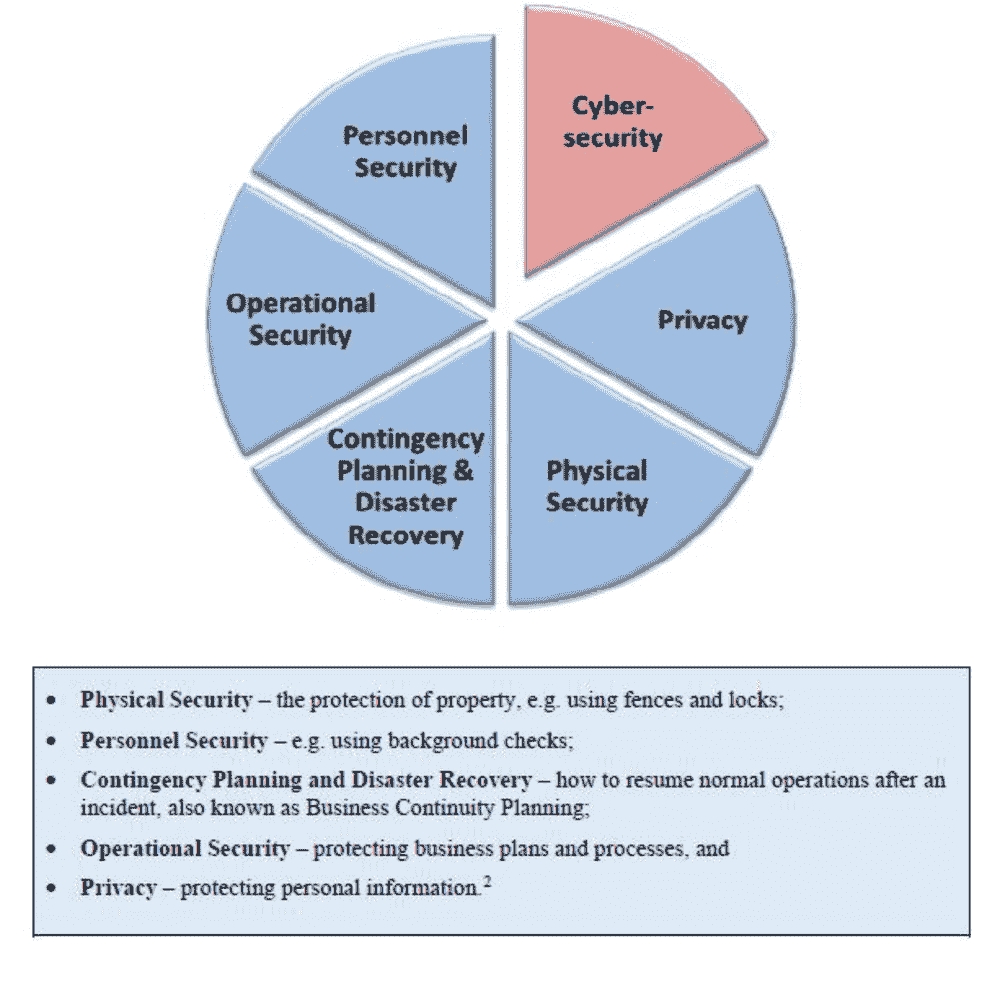 Cyber-
security
Personnel
Security
Operational
Security
Privacy
Contingency
Planning &
Disaster
Recovery
Physical
Security
• Physical Security – the protection of property, e.g. using fences and locks;
• Personnel Security – e.g. using background checks;
• Contingency Planning and Disaster Recovery – how to resume normal operations after an
incident, also known as Business Continuity Planning;
• Operational Security – protecting business plans and processes, and
• Privacy – protecting personal information.2